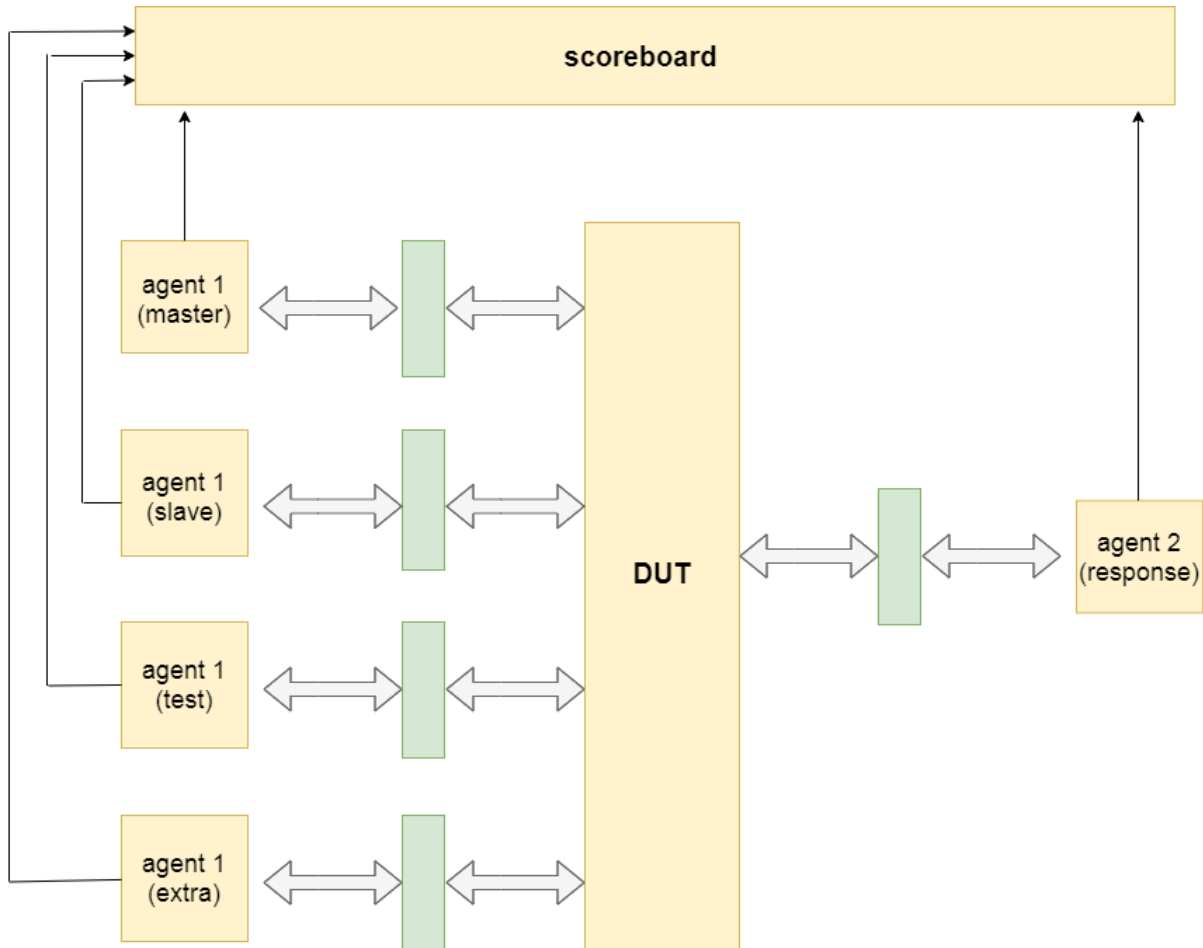 scoreboard
agent 1
(master)
agent 1
(slave)
DUT
agent 2
(response)
agent 1
(test)
agent 1
(extra)